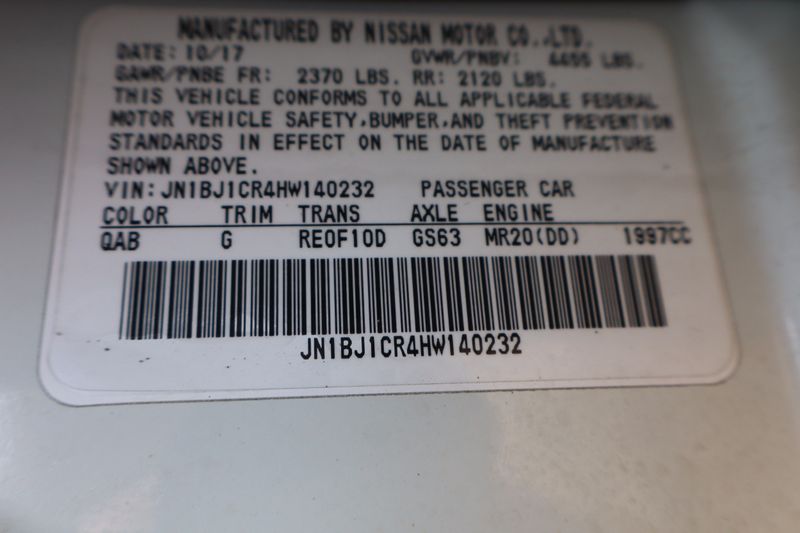 MANUFACTURED BY NISSAN MOTOR CO.,LTD.
DATE: 10/17 GVWR/PNBV: 4455 LBS.
GAWR/PNBE FR: 2370 LBS. RR: 2120 LBS.
THIS VEHICLE CONFORMS TO ALL APPLICABLE FEDERAL
MOTOR VEHICLE SAFETY,BUMPER,AND THEFT PREVENTION
STANDARDS IN EFFECT ON THE DATE OF MANUFACTURE
SHOWN ABOVE.
VIN: JN1BJ1CR4HW140232 PASSENGER CAR
COLOR TRIM TRANS AXLE ENGINE
QAB G RE0F10D GS63 MR20(DD) 1997CC
JN1BJ1CR4HW140232